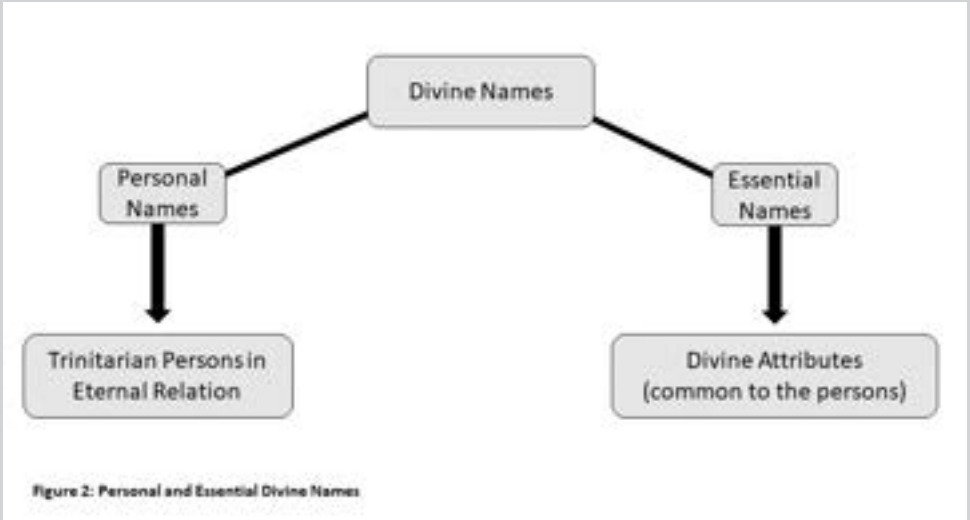 Divine Names
Personal
Names
Essential
Names
Trinitarian Persons in
Eternal Relation
Divine Attributes
(common to the persons)
Figure 2: Personal and Essential Divine Names